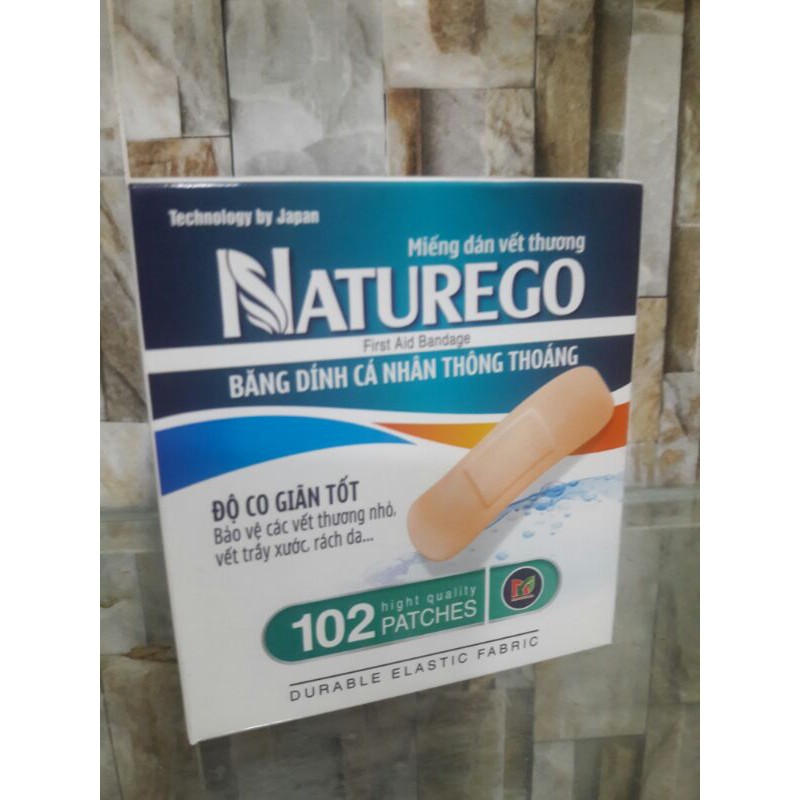 Technology by Japan
Miếng dán vết thương
NATUREGO
First Aid Bandage
BĂNG DÍNH CÁ NHÂN THÔNG THOÁNG
ĐỘ CO GIÃN TỐT
Bảo vệ các vết thương nhỏ,
vết trầy xước, rách da...
102 hight quality
PATCHES
DURABLE ELASTIC FABRIC